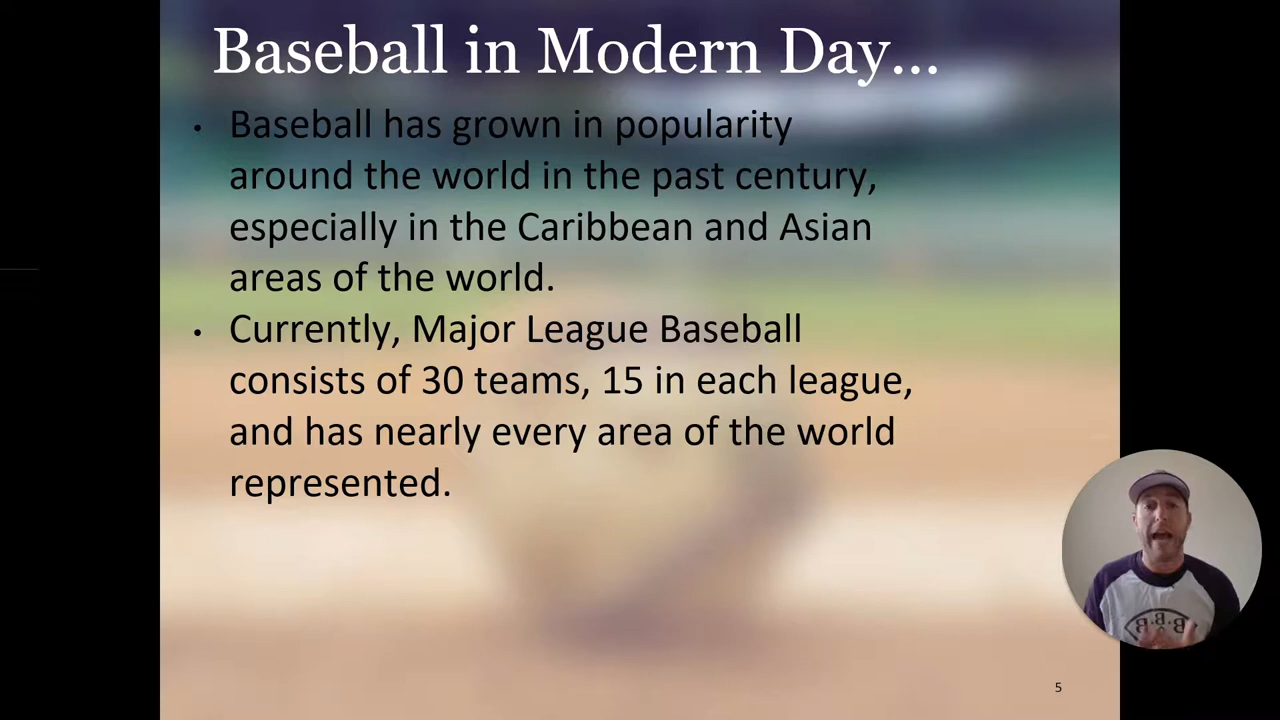 Baseball in Modern Day...
• Baseball has grown in popularity
around the world in the past century,
especially in the Caribbean and Asian
areas of the world.
• Currently, Major League Baseball
consists of 30 teams, 15 in each league,
and has nearly every area of the world
represented.
5